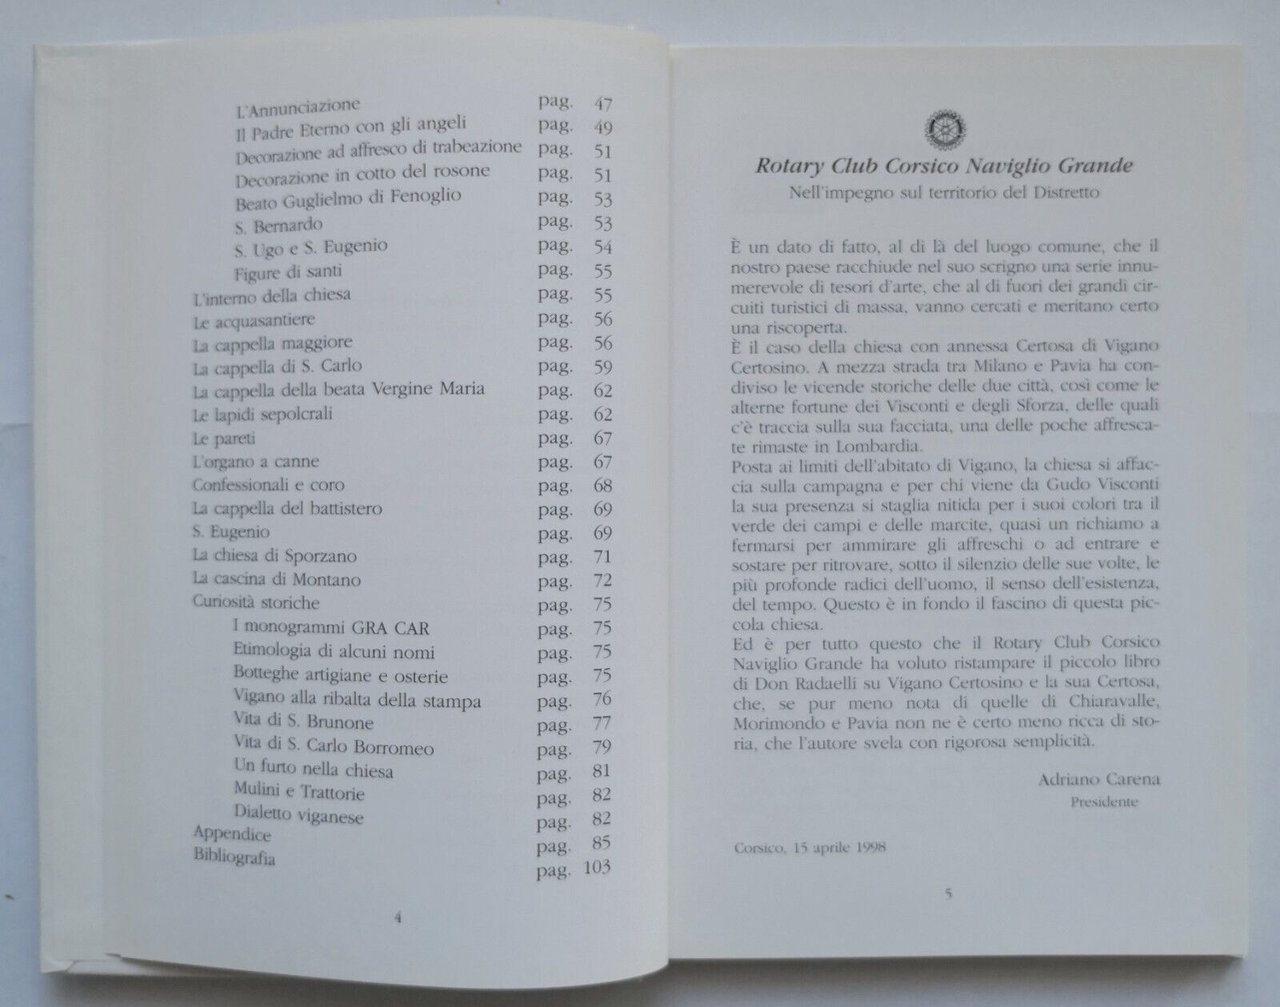 L'Annunciazione pag. 47
Il Padre Eterno con gli angeli pag. 49
Decorazione ad affresco di trabeazione pag. 51
Decorazione in cotto del rosone pag. 51
Beato Guglielmo di Fenoglio pag. 53
S. Bernardo pag. 53
S. Ugo e S. Eugenio pag. 54
Figure di santi pag. 55
L'interno della chiesa pag. 55
Le acquasantiere pag. 56
La cappella maggiore pag. 56
La cappella di S. Carlo pag. 59
La cappella della beata Vergine Maria pag. 62
Le lapidi sepolcrali pag. 62
Le pareti pag. 67
L'organo a canne pag. 67
Confessionali e coro pag. 68
La cappella del battistero pag. 69
S. Eugenio pag. 69
La chiesa di Sporzano pag. 71
La cascina di Montano pag. 72
Curiosità storiche pag. 75
I monogrammi GRA CAR pag. 75
Etimologia di alcuni nomi pag. 75
Botteghe artigiane e osterie pag. 75
Vigano alla ribalta della stampa pag. 76
Vita di S. Brunone pag. 77
Vita di S. Carlo Borromeo pag. 79
Un furto nella chiesa pag. 81
Mulini e Trattorie pag. 82
Dialetto viganese pag. 82
Appendice pag. 85
Bibliografia pag. 103
4
Rotary Club Corsico Naviglio Grande
Nell'impegno sul territorio del Distretto
È un dato di fatto, al di là del luogo comune, che il
nostro paese racchiude nel suo scrigno una serie innu-
merevole di tesori d'arte, che al di fuori dei grandi cir-
cuiti turistici di massa, vanno cercati e meritano certo
una riscoperta.
È il caso della chiesa con annessa Certosa di Vigano
Certosino. A mezza strada tra Milano e Pavia ha con-
diviso le vicende storiche delle due città, così come le
alterne fortune dei Visconti e degli Sforza, delle quali
c'è traccia sulla sua facciata, una delle poche affresca-
te rimaste in Lombardia.
Posta ai limiti dell'abitato di Vigano, la chiesa si affac-
cia sulla campagna e per chi viene da Gudo Visconti
la sua presenza si staglia nitida per i suoi colori tra il
verde dei campi e delle marcite, quasi un richiamo a
fermarsi per ammirare gli affreschi o ad entrare e
sostare per ritrovare, sotto il silenzio delle sue volte, le
più profonde radici dell'uomo, il senso dell'esistenza,
del tempo. Questo è in fondo il fascino di questa pic-
cola chiesa.
Ed è per tutto questo che il Rotary Club Corsico
Naviglio Grande ha voluto ristampare il piccolo libro
di Don Radaelli su Vigano Certosino e la sua Certosa,
che, se pur meno nota di quelle di Chiaravalle,
Morimondo e Pavia non ne è certo meno ricca di sto-
ria, che l'autore svela con rigorosa semplicità.
Adriano Carena
Presidente
Corsico, 15 aprile 1998
5